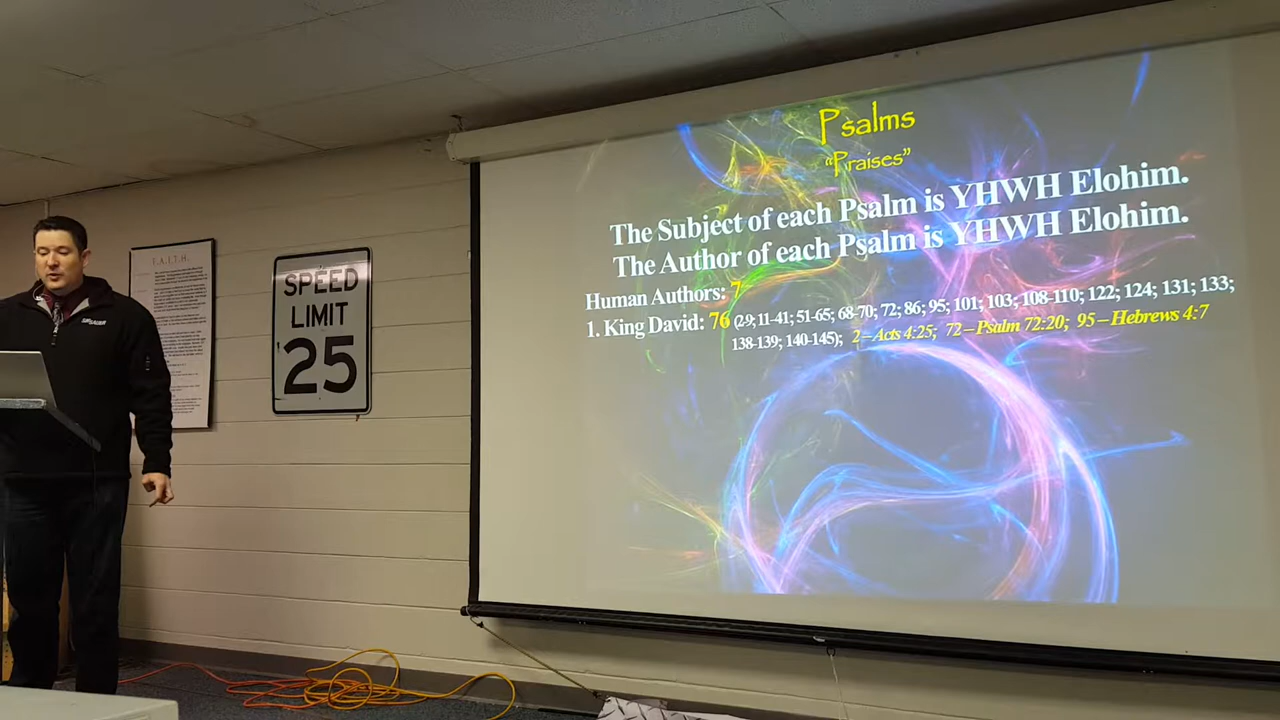 F.A.I.T.H.
SPEED
LIMIT
25
Psalms
"Praises"
The Subject of each Psalm is YHWH Elohim.
The Author of each Psalm is YHWH Elohim.
Human Authors: 7
1. King David: 76 (2-9; 11-41; 51-65; 68-70; 72; 86; 95; 101; 103; 108-110; 122; 124; 131; 133;
138-139; 140-145); 2 – Acts 4:25; 72 – Psalm 72:20; 95 – Hebrews 4:7